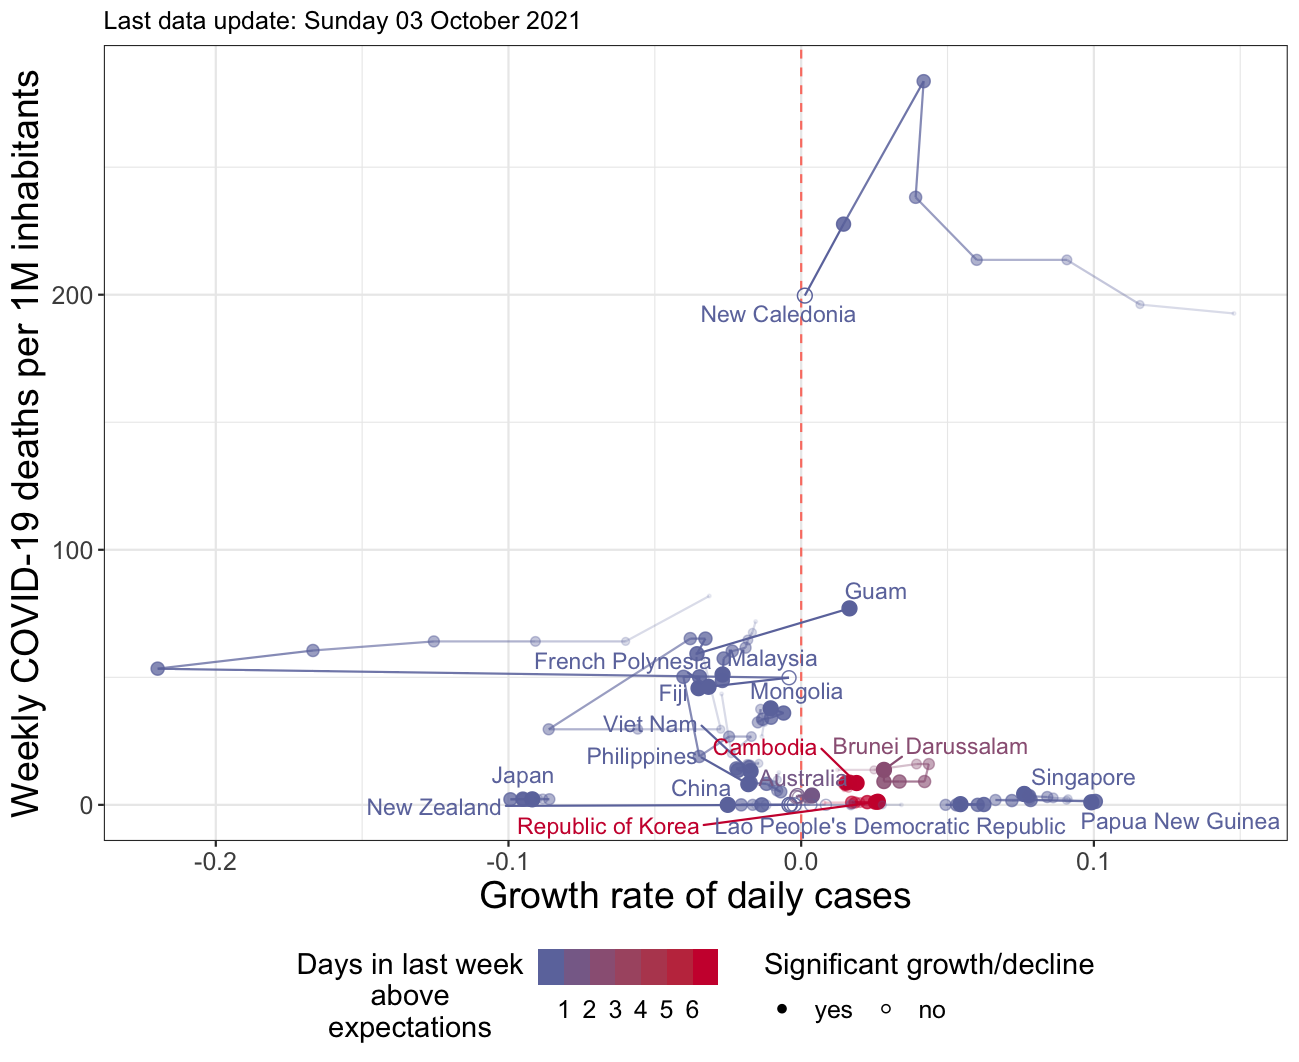 Last data update: Sunday 03 October 2021
Weekly COVID-19 deaths per 1M inhabitants
200
100
0
New Caledonia
Guam
French Polynesia
Malaysia
Fiji
Mongolia
Viet Nam
Cambodia
Brunei Darussalam
Philippines
Japan
China
Australia
Singapore
New Zealand
Republic of Korea
Lao People's Democratic Republic
Papua New Guinea
-0.2
-0.1
0.0
0.1
Growth rate of daily cases
Days in last week
above
expectations
1 2 3 4 5 6
Significant growth/decline
yes
no